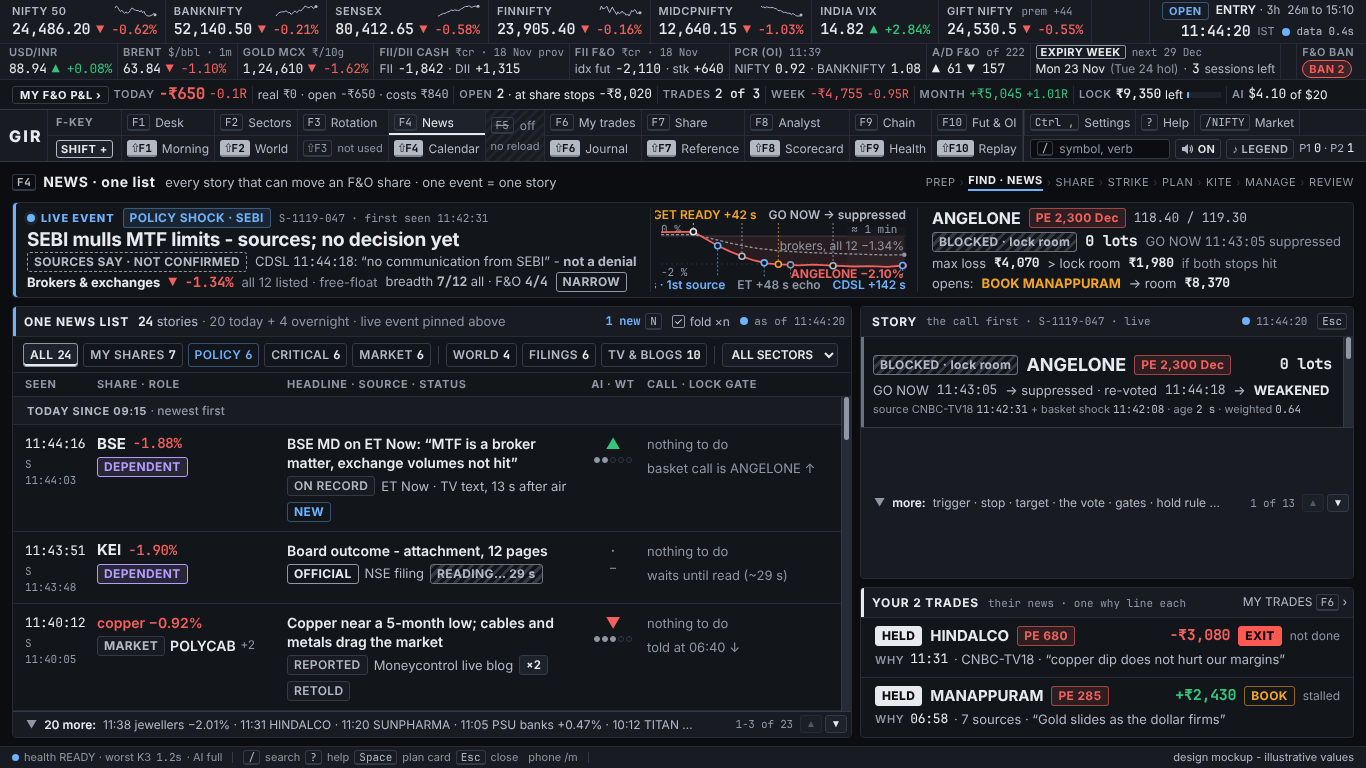 NIFTY 50 BANKNIFTY SENSEX FINNIFTY MIDCPNIFTY INDIA VIX GIFT NIFTY prem +44 OPEN ENTRY · 3h 26m to 15:10
24,486.20 ▼ -0.62% 52,140.50 ▼ -0.21% 80,412.65 ▼ -0.58% 23,905.40 ▼ -0.16% 12,640.15 ▼ -1.03% 14.82 ▲ +2.84% 24,530.5 ▼ -0.55% 11:44:20 IST ● data 0.4s
USD/INR BRENT $/bbl · 1m GOLD MCX ₹/10g FII/DII CASH ₹cr · 18 Nov prov FII F&O ₹cr · 18 Nov PCR (OI) 11:39 A/D F&O of 222 EXPIRY WEEK next 29 Dec F&O BAN
88.94 ▲ +0.08% 63.84 ▼ -1.10% 1,24,610 ▼ -1.62% FII -1,842 · DII +1,315 idx fut -2,110 · stk +640 NIFTY 0.92 · BANKNIFTY 1.08 ▲ 61 ▼ 157 Mon 23 Nov (Tue 24 hol) · 3 sessions left BAN 2
MY F&O P&L › TODAY -₹650 -0.1R real ₹0 · open -₹650 · costs ₹840 OPEN 2 · at share stops -₹8,020 TRADES 2 of 3 WEEK -₹4,755 -0.95R MONTH +₹5,045 +1.01R LOCK ₹9,350 left AI $4.10 of $20
GIR F-KEY F1 Desk F2 Sectors F3 Rotation F4 News F5 off F6 My trades F7 Share F8 Analyst F9 Chain F10 Fut & OI Ctrl , Settings ? Help /NIFTY Market
SHIFT + ⇧F1 Morning ⇧F2 World ⇧F3 not used ⇧F4 Calendar no reload ⇧F6 Journal ⇧F7 Reference ⇧F8 Scorecard ⇧F9 Health ⇧F10 Replay / symbol, verb ON ♪ LEGEND P1 0 · P2 1
F4 NEWS · one list every story that can move an F&O share · one event = one story PREP › FIND · NEWS › SHARE › STRIKE › PLAN › KITE › MANAGE › REVIEW
● LIVE EVENT POLICY SHOCK · SEBI S-1119-047 · first seen 11:42:31
SEBI mulls MTF limits - sources; no decision yet
SOURCES SAY · NOT CONFIRMED CDSL 11:44:18: “no communication from SEBI” - not a denial
Brokers & exchanges ▼ -1.34% all 12 listed · free-float breadth 7/12 all · F&O 4/4 NARROW
GET READY +42 s GO NOW → suppressed
0 % ≈ 1 min
brokers, all 12 −1.34%
-2 % ANGELONE −2.10%
· 1st source ET +48 s echo CDSL +142 s
ANGELONE PE 2,300 Dec 118.40 / 119.30
BLOCKED · lock room 0 lots GO NOW 11:43:05 suppressed
max loss ₹4,070 > lock room ₹1,980 if both stops hit
opens: BOOK MANAPPURAM → room ₹8,370
ONE NEWS LIST 24 stories · 20 today + 4 overnight · live event pinned above 1 new N fold ×n ● as of 11:44:20
ALL 24 MY SHARES 7 POLICY 6 CRITICAL 6 MARKET 6 WORLD 4 FILINGS 6 TV & BLOGS 10 ALL SECTORS
SEEN SHARE · ROLE HEADLINE · SOURCE · STATUS AI · WT CALL · LOCK GATE
TODAY SINCE 09:15 · newest first
11:44:16 BSE -1.88% BSE MD on ET Now: “MTF is a broker ▲ nothing to do
S DEPENDENT matter, exchange volumes not hit” basket call is ANGELONE ↑
11:44:03 ON RECORD ET Now · TV text, 13 s after air
NEW
11:43:51 KEI -1.90% Board outcome - attachment, 12 pages · nothing to do
S DEPENDENT OFFICIAL NSE filing READING... 29 s – waits until read (~29 s)
11:43:48
11:40:12 copper −0.92% Copper near a 5-month low; cables and ▼ nothing to do
S MARKET POLYCAB +2 metals drag the market told at 06:40 ↓
11:40:05 REPORTED Moneycontrol live blog ×2
RETOLD
▼ 20 more: 11:38 jewellers −2.01% · 11:31 HINDALCO · 11:20 SUNPHARMA · 11:05 PSU banks +0.47% · 10:12 TITAN ... 1-3 of 23 ▲ ▼
STORY the call first · S-1119-047 · live ● 11:44:20 Esc
BLOCKED · lock room ANGELONE PE 2,300 Dec 0 lots
GO NOW 11:43:05 → suppressed · re-voted 11:44:18 → WEAKENED
source CNBC-TV18 11:42:31 + basket shock 11:42:08 · age 2 s · weighted 0.64
▼ more: trigger · stop · target · the vote · gates · hold rule ... 1 of 13 ▲ ▼
YOUR 2 TRADES their news · one why line each MY TRADES F6 ›
HELD HINDALCO PE 680 -₹3,080 EXIT not done
WHY 11:31 · CNBC-TV18 · “copper dip does not hurt our margins”
HELD MANAPPURAM PE 285 +₹2,430 BOOK stalled
WHY 06:58 · 7 sources · “Gold slides as the dollar firms”
● health READY · worst K3 1.2s · AI full / search ? help Space plan card Esc close phone /m design mockup - illustrative values